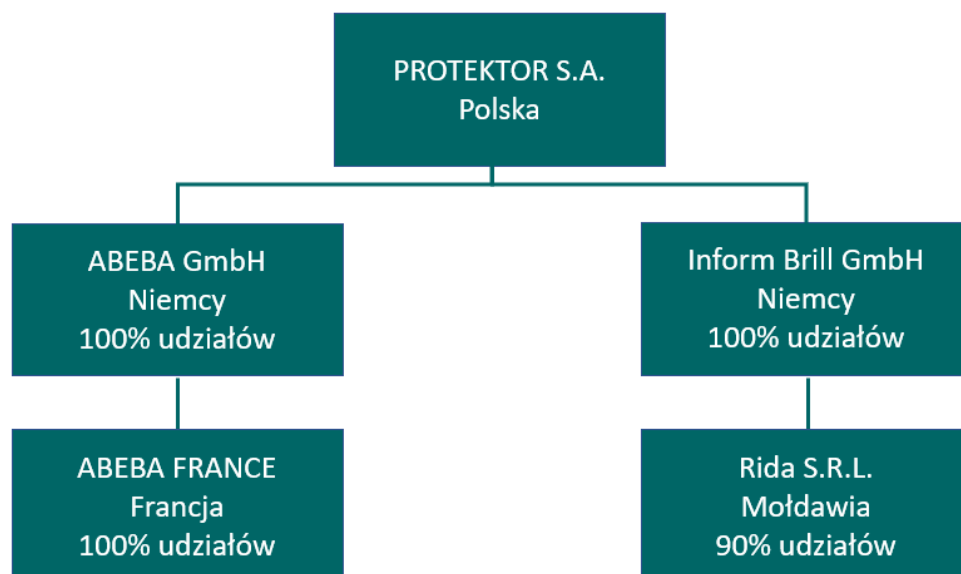 PROTEKTOR S.A.
Polska
ABEBA GmbH
Niemcy
100% udziałów
Inform Brill GmbH
Niemcy
100% udziałów
ABEBA FRANCE
Francja
100% udziałów
Rida S.R.L.
Mołdawia
90% udziałów